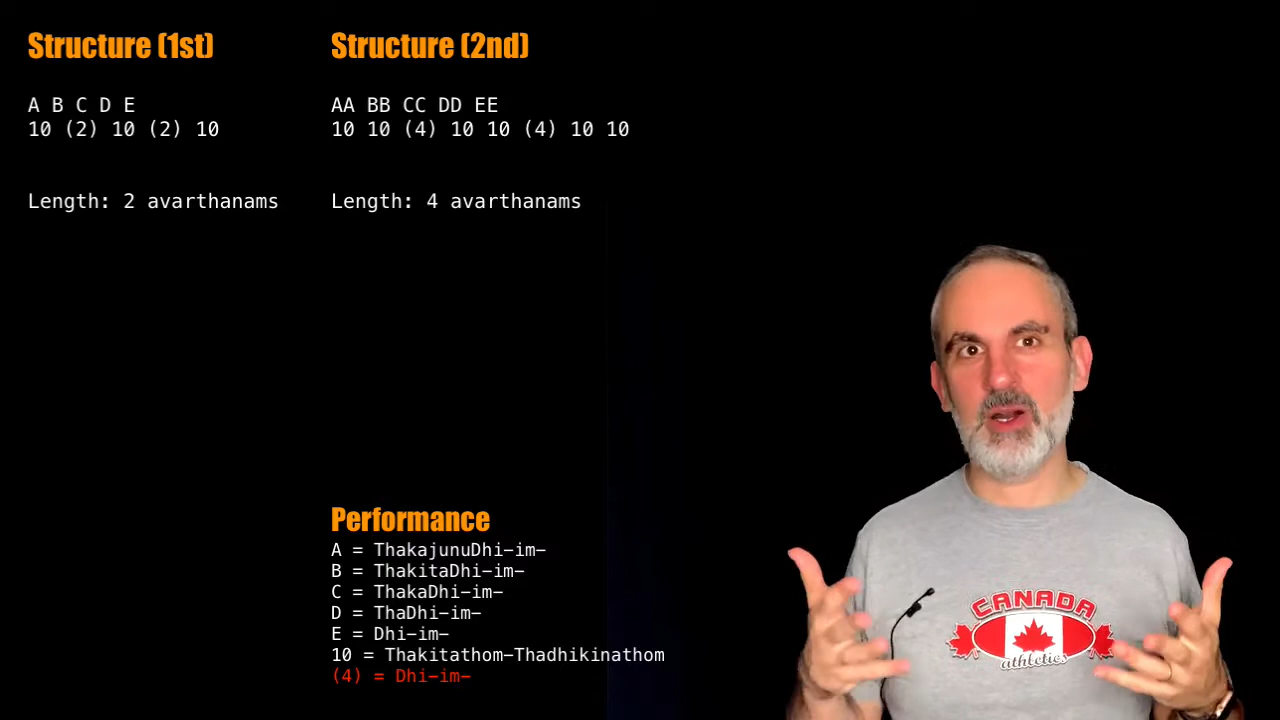 Structure (1st)
A B C D E
10 (2) 10 (2) 10
Length: 2 avarthanams
Structure (2nd)
AA BB CC DD EE
10 10 (4) 10 10 (4) 10 10
Length: 4 avarthanams
Performance
A = ThakajunuDhi-im-
B = ThakitaDhi-im-
C = ThakaDhi-im-
D = ThaDhi-im-
E = Dhi-im-
10 = Thakitathom-Thadhikinathom
(4) = Dhi-im-
CANADA
athletics